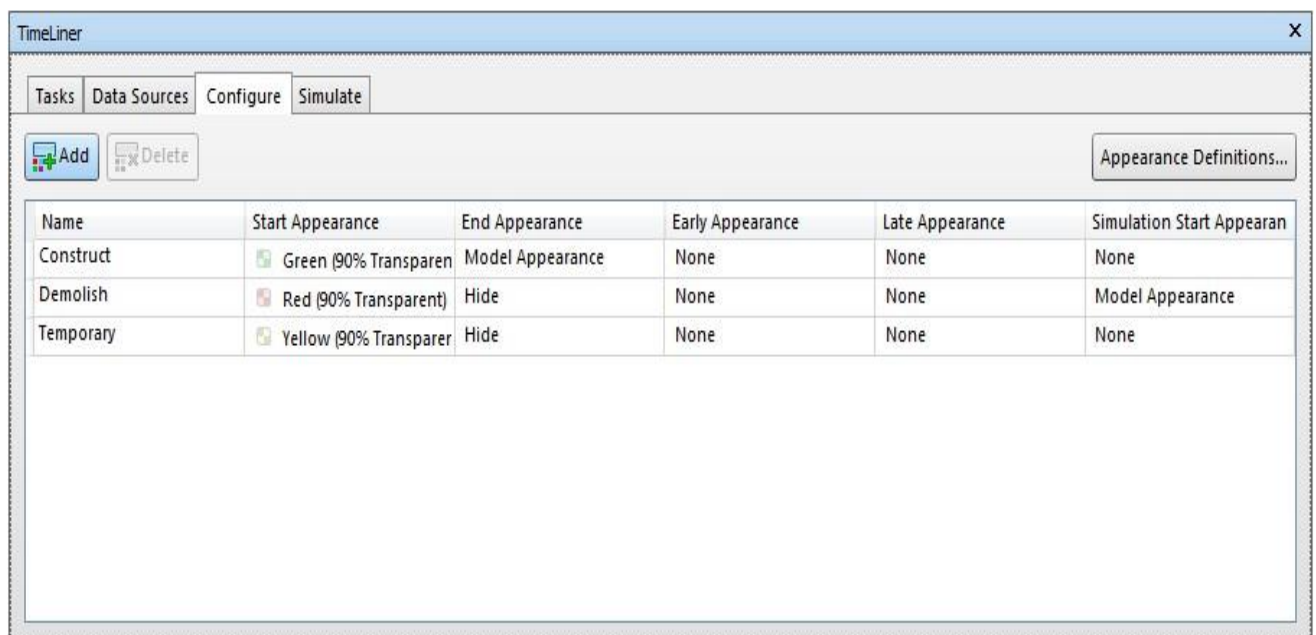 TimeLiner X
Tasks Data Sources Configure Simulate
Add Delete Appearance Definitions...
Name Start Appearance End Appearance Early Appearance Late Appearance Simulation Start Appearan
Construct Green (90% Transparen Model Appearance None None None
Demolish Red (90% Transparent) Hide None None Model Appearance
Temporary Yellow (90% Transparer Hide None None None